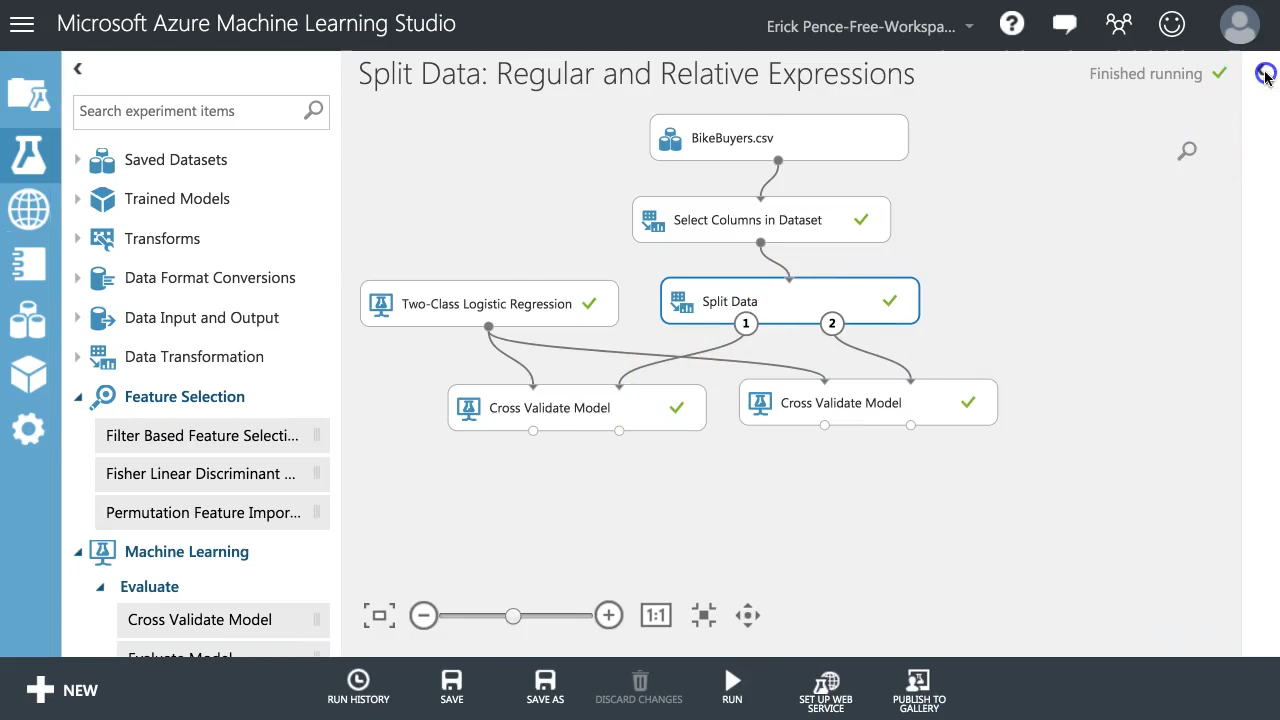 Microsoft Azure Machine Learning Studio
Erick Pence-Free-Workspa...
Search experiment items
Saved Datasets
Trained Models
Transforms
Data Format Conversions
Data Input and Output
Data Transformation
Feature Selection
Filter Based Feature Selecti...
Fisher Linear Discriminant ...
Permutation Feature Impor...
Machine Learning
Evaluate
Cross Validate Model
Evaluate Model
Split Data: Regular and Relative Expressions
Finished running
BikeBuyers.csv
Select Columns in Dataset
Two-Class Logistic Regression
Split Data
1
2
Cross Validate Model
Cross Validate Model
1:1
NEW
RUN HISTORY
SAVE
SAVE AS
DISCARD CHANGES
RUN
SET UP WEB
SERVICE
PUBLISH TO
GALLERY